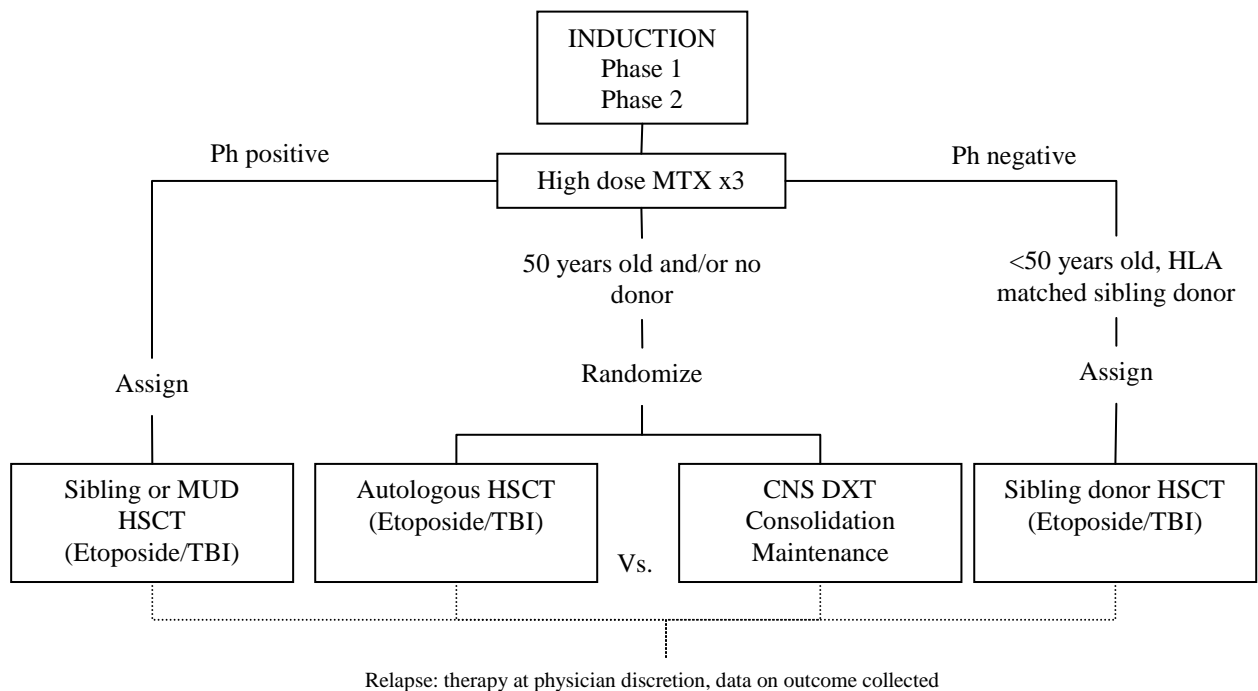 INDUCTION
Phase 1
Phase 2
Ph positive
Ph negative
High dose MTX x3
50 years old and/or no
donor
<50 years old, HLA
matched sibling donor
Assign
Randomize
Assign
Sibling or MUD
HSCT
(Etoposide/TBI)
Autologous HSCT
(Etoposide/TBI)
Vs.
CNS DXT
Consolidation
Maintenance
Sibling donor HSCT
(Etoposide/TBI)
Relapse: therapy at physician discretion, data on outcome collected